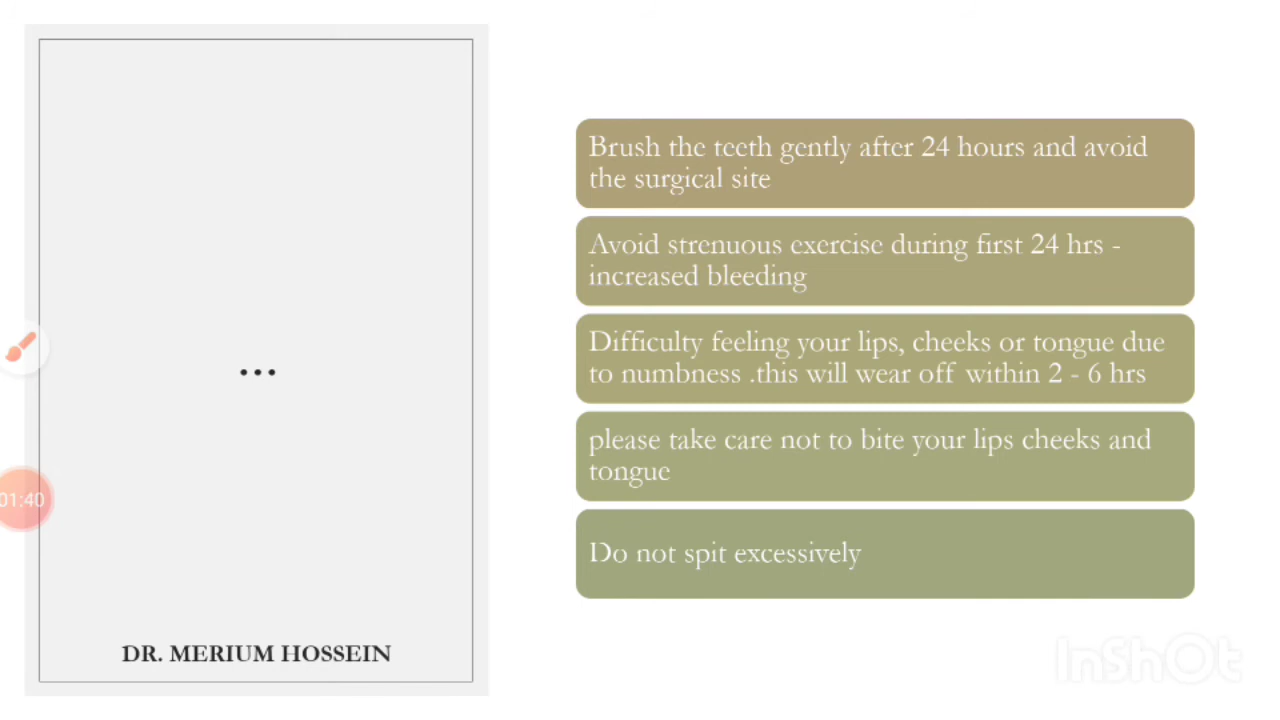 Brush the teeth gently after 24 hours and avoid
the surgical site
Avoid strenuous exercise during first 24 hrs -
increased bleeding
Difficulty feeling your lips, cheeks or tongue due
to numbness .this will wear off within 2 - 6 hrs
please take care not to bite your lips cheeks and
tongue
Do not spit excessively
...
01:40
DR. MERIUM HOSSEIN
InShOt